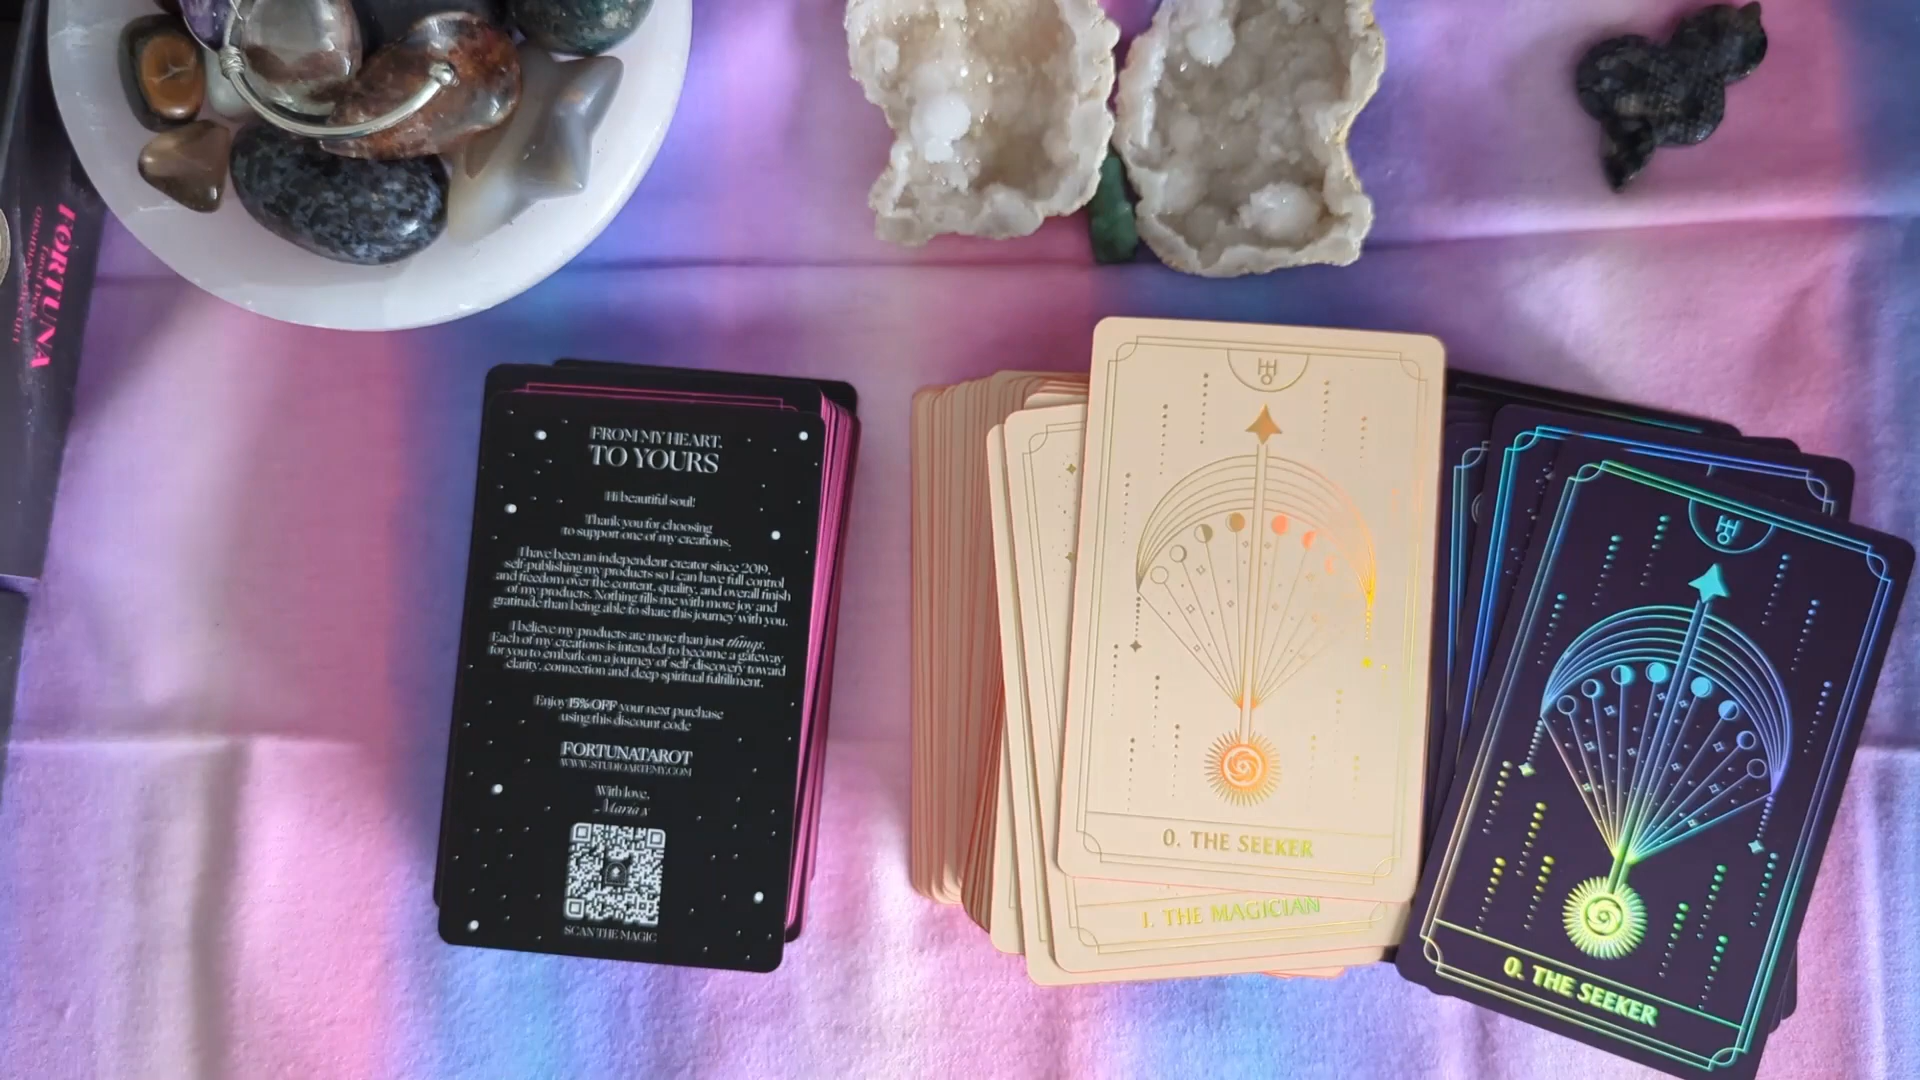 FORTUNA
Tarot Deck
FROM MY HEART,
TO YOURS
Hi beautiful soul!
Thank you for choosing
to support one of my creations.
I have been an independent creator since 2019,
self-publishing my products so I can have full control
and freedom over the content, quality, and overall finish
of my products. Nothing fills me with more joy and
gratitude than being able to share this journey with you.
I believe my products are more than just things.
Each of my creations is intended to become a gateway
for you to embark on a journey of self-discovery toward
clarity, connection and deep spiritual fulfillment.
Enjoy 15% OFF your next purchase
using this discount code
FORTUNATAROT
WWW.STUDIOARTEMY.COM
With love,
Maria x
SCAN THE MAGIC
0. THE SEEKER
I. THE MAGICIAN
0. THE SEEKER